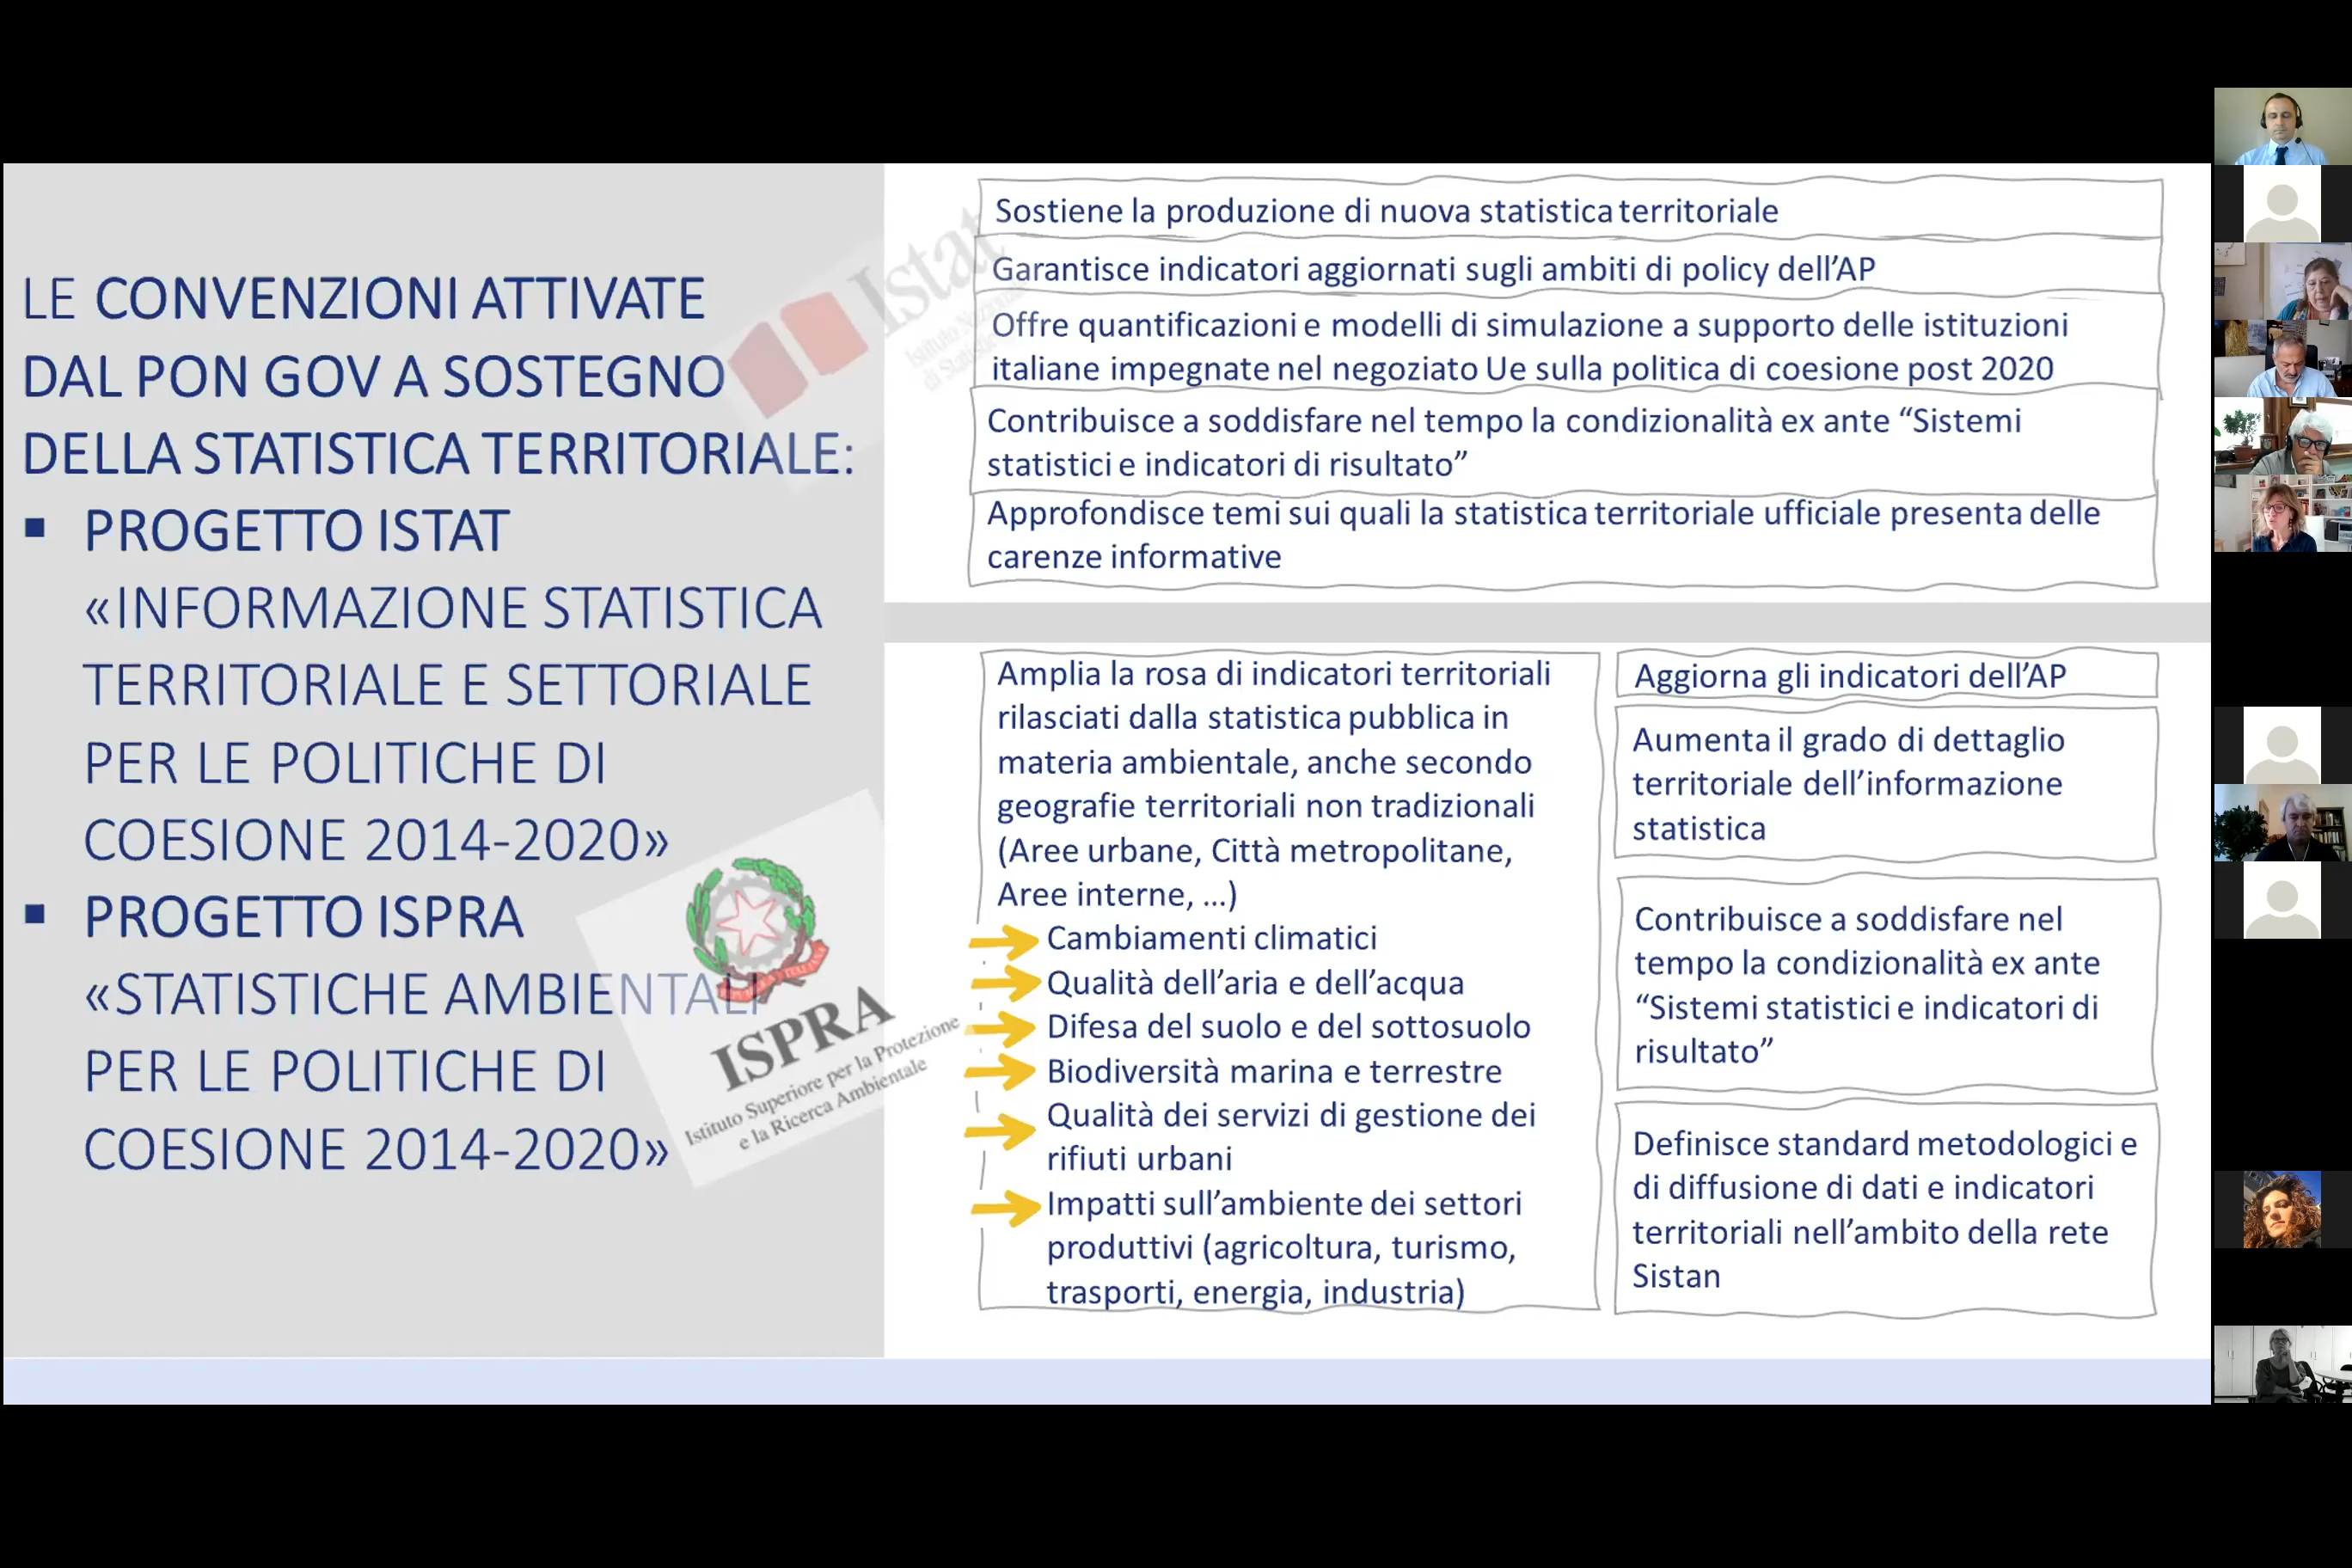 LE CONVENZIONI ATTIVATE
DAL PON GOV A SOSTEGNO
DELLA STATISTICA TERRITORIALE:
▪ PROGETTO ISTAT
«INFORMAZIONE STATISTICA
TERRITORIALE E SETTORIALE
PER LE POLITICHE DI
COESIONE 2014-2020»
▪ PROGETTO ISPRA
«STATISTICHE AMBIENTALI
PER LE POLITICHE DI
COESIONE 2014-2020»
Istat
Istituto
di
ISPRA
Istituto Superiore per la Protezione
e la Ricerca Ambientale
Sostiene la produzione di nuova statistica territoriale
Garantisce indicatori aggiornati sugli ambiti di policy dell’AP
Offre quantificazioni e modelli di simulazione a supporto delle istituzioni
italiane impegnate nel negoziato Ue sulla politica di coesione post 2020
Contribuisce a soddisfare nel tempo la condizionalità ex ante “Sistemi
statistici e indicatori di risultato”
Approfondisce temi sui quali la statistica territoriale ufficiale presenta delle
carenze informative
Amplia la rosa di indicatori territoriali
rilasciati dalla statistica pubblica in
materia ambientale, anche secondo
geografie territoriali non tradizionali
(Aree urbane, Città metropolitane,
Aree interne, …)
Cambiamenti climatici
Qualità dell’aria e dell’acqua
Difesa del suolo e del sottosuolo
Biodiversità marina e terrestre
Qualità dei servizi di gestione dei
rifiuti urbani
Impatti sull’ambiente dei settori
produttivi (agricoltura, turismo,
trasporti, energia, industria)
Aggiorna gli indicatori dell’AP
Aumenta il grado di dettaglio
territoriale dell’informazione
statistica
Contribuisce a soddisfare nel
tempo la condizionalità ex ante
“Sistemi statistici e indicatori di
risultato”
Definisce standard metodologici e
di diffusione di dati e indicatori
territoriali nell’ambito della rete
Sistan